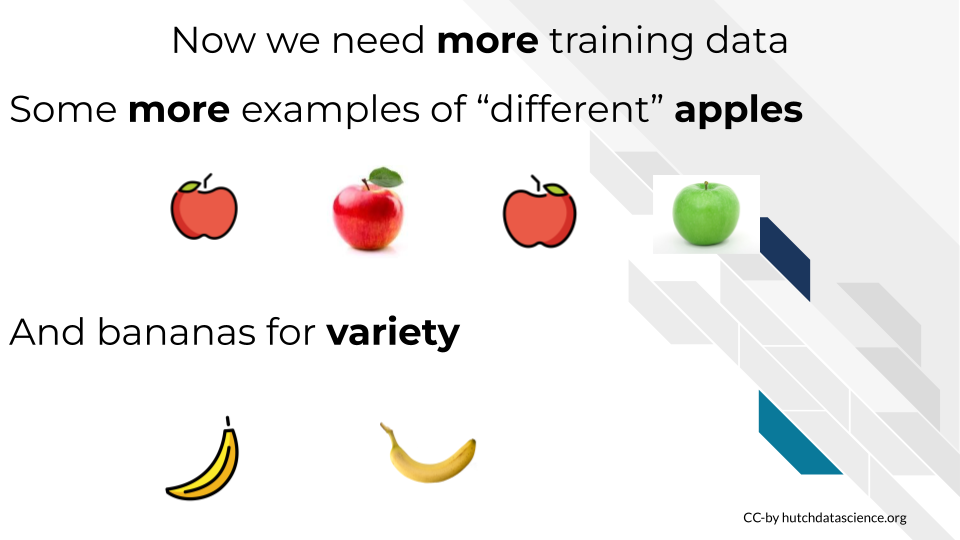 Now we need more training data
Some more examples of “different” apples
And bananas for variety
CC-by hutchdatascience.org